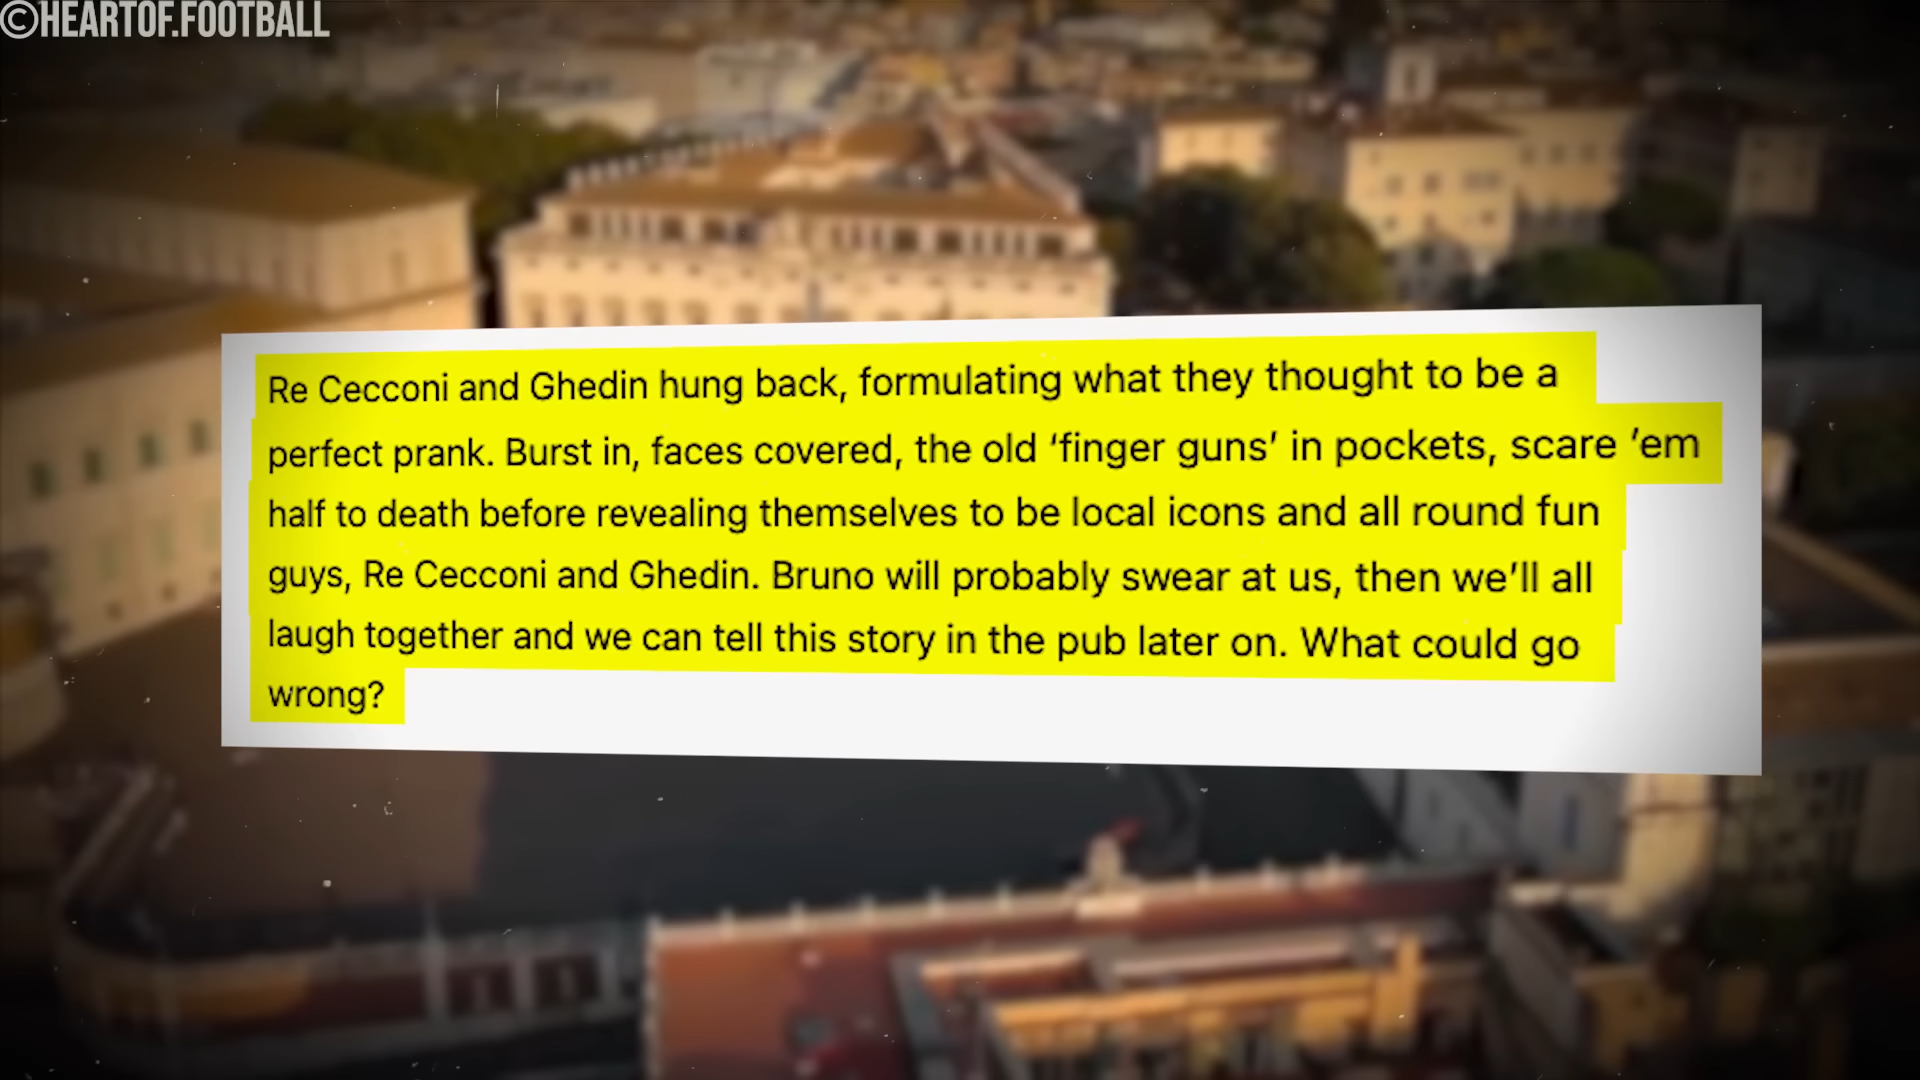 ©HEARTOF.FOOTBALL
Re Cecconi and Ghedin hung back, formulating what they thought to be a
perfect prank. Burst in, faces covered, the old ‘finger guns’ in pockets, scare ’em
half to death before revealing themselves to be local icons and all round fun
guys, Re Cecconi and Ghedin. Bruno will probably swear at us, then we’ll all
laugh together and we can tell this story in the pub later on. What could go
wrong?